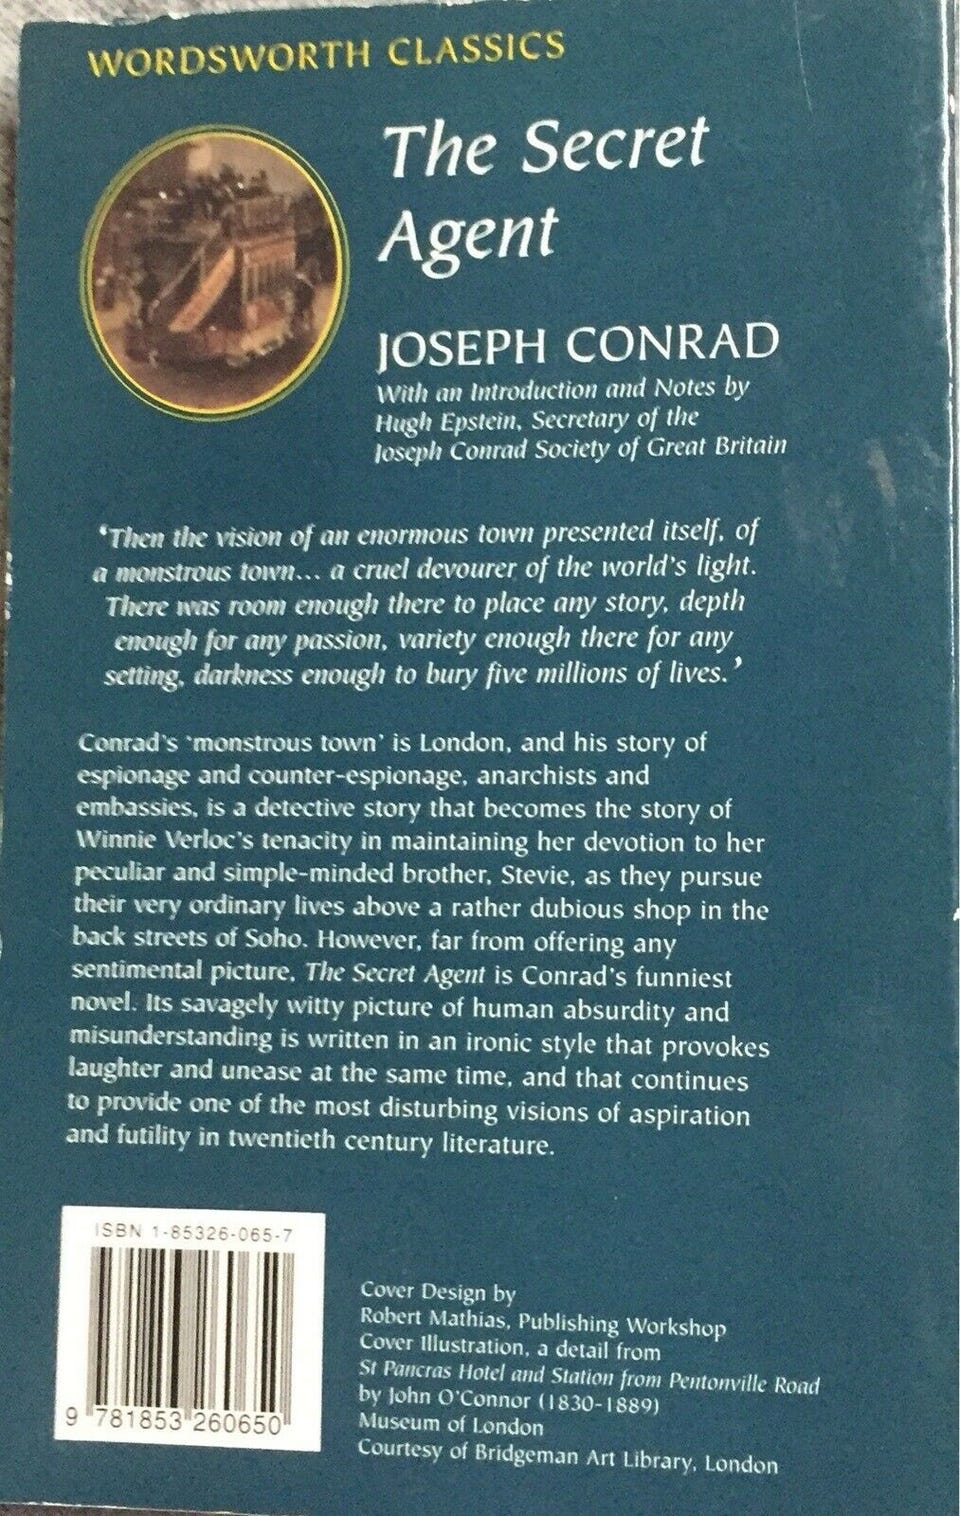 WORDSWORTH CLASSICS
The Secret
Agent
JOSEPH CONRAD
With an Introduction and Notes by
Hugh Epstein, Secretary of the
Joseph Conrad Society of Great Britain
‘Then the vision of an enormous town presented itself, of
a monstrous town... a cruel devourer of the world's light.
There was room enough there to place any story, depth
enough for any passion, variety enough there for any
setting, darkness enough to bury five millions of lives.’
Conrad's ‘monstrous town’ is London, and his story of
espionage and counter-espionage, anarchists and
embassies, is a detective story that becomes the story of
Winnie Verloc's tenacity in maintaining her devotion to her
peculiar and simple-minded brother, Stevie, as they pursue
their very ordinary lives above a rather dubious shop in the
back streets of Soho. However, far from offering any
sentimental picture, The Secret Agent is Conrad's funniest
novel. Its savagely witty picture of human absurdity and
misunderstanding is written in an ironic style that provokes
laughter and unease at the same time, and that continues
to provide one of the most disturbing visions of aspiration
and futility in twentieth century literature.
ISBN 1-85326-065-7
9 781853 260650
Cover Design by
Robert Mathias, Publishing Workshop
Cover Illustration, a detail from
St Pancras Hotel and Station from Pentonville Road
by John O'Connor (1830-1889)
Museum of London
Courtesy of Bridgeman Art Library, London